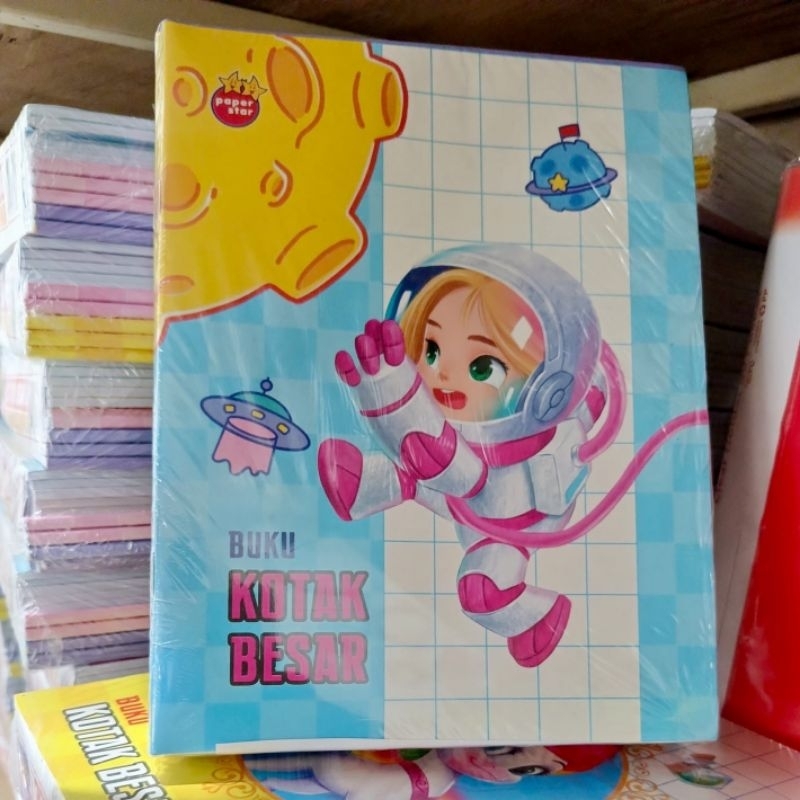 paper
star
BUKU
KOTAK
BESAR
BUKU
KOTAK BES